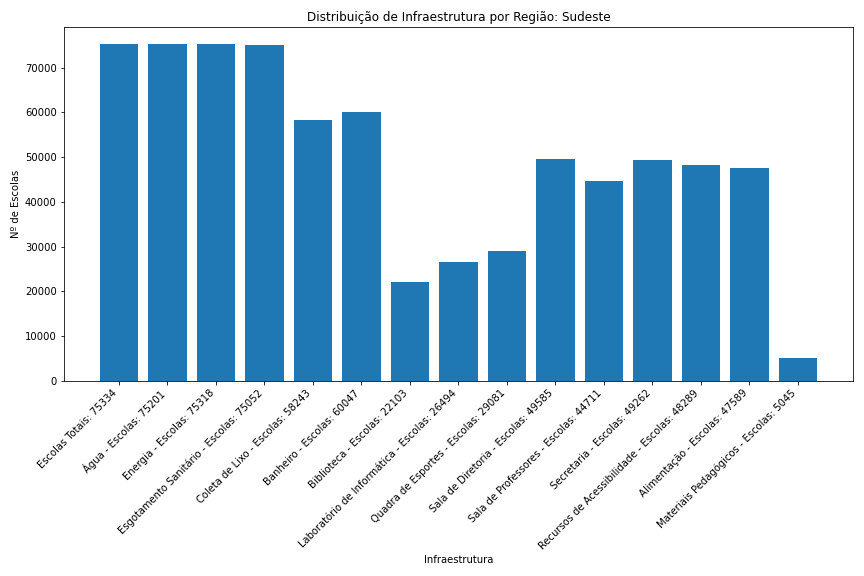 Distribuição de Infraestrutura por Região: Sudeste
Nº de Escolas
70000
60000
50000
40000
30000
20000
10000
0
Escolas Totais: 75334
Água - Escolas: 75201
Energia - Escolas: 75318
Esgotamento Sanitário - Escolas: 75052
Coleta de Lixo - Escolas: 58243
Banheiro - Escolas: 60047
Biblioteca - Escolas: 22103
Laboratório de Informática - Escolas: 26494
Quadra de Esportes - Escolas: 29081
Sala de Diretoria - Escolas: 49585
Sala de Professores - Escolas: 44711
Secretaria - Escolas: 49262
Recursos de Acessibilidade - Escolas: 48289
Alimentação - Escolas: 47589
Materiais Pedagógicos - Escolas: 5045
Infraestrutura